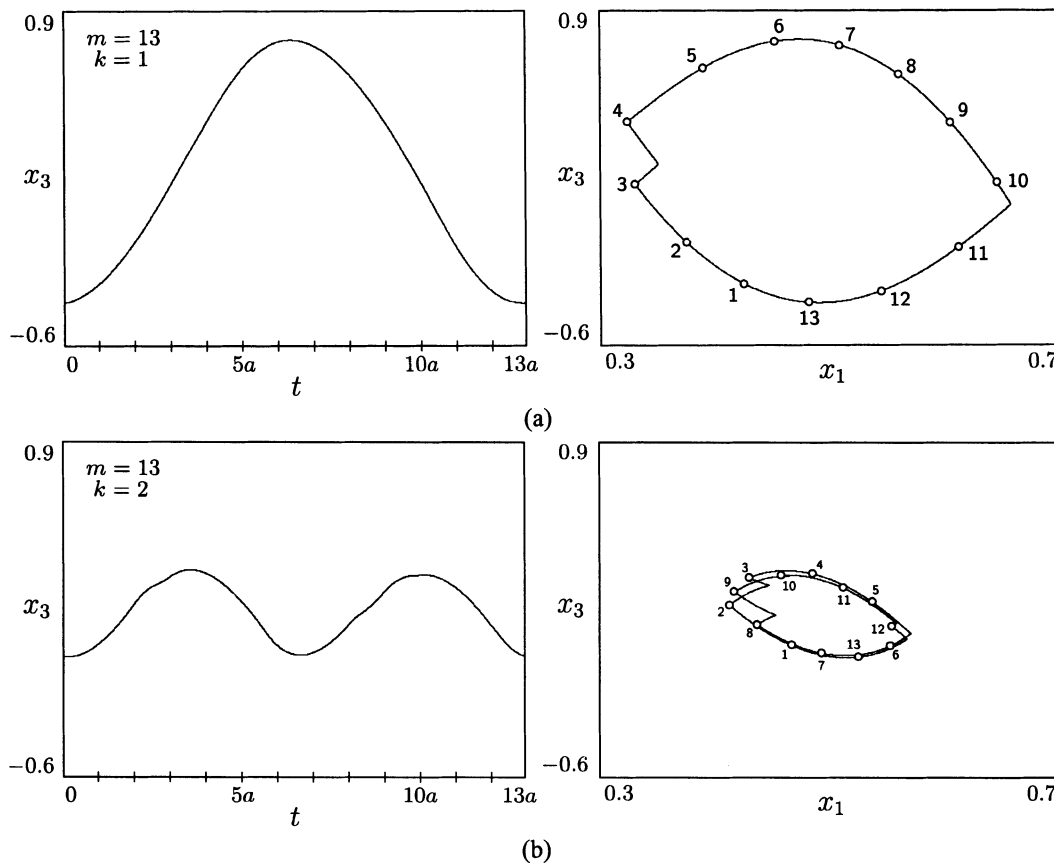 0.9
m = 13
k = 1
x₃
−0.6
0 5a 10a 13a
t
0.9
x₃
−0.6
4 5 6 7 8 9 10
3 2 1 13 12 11
0.3 0.7
x₁
(a)
0.9
m = 13
k = 2
x₃
−0.6
0 5a 10a 13a
t
0.9
x₃
−0.6
9 3 10 4 11 5 12
2 8 1 7 13 6
0.3 0.7
x₁
(b)